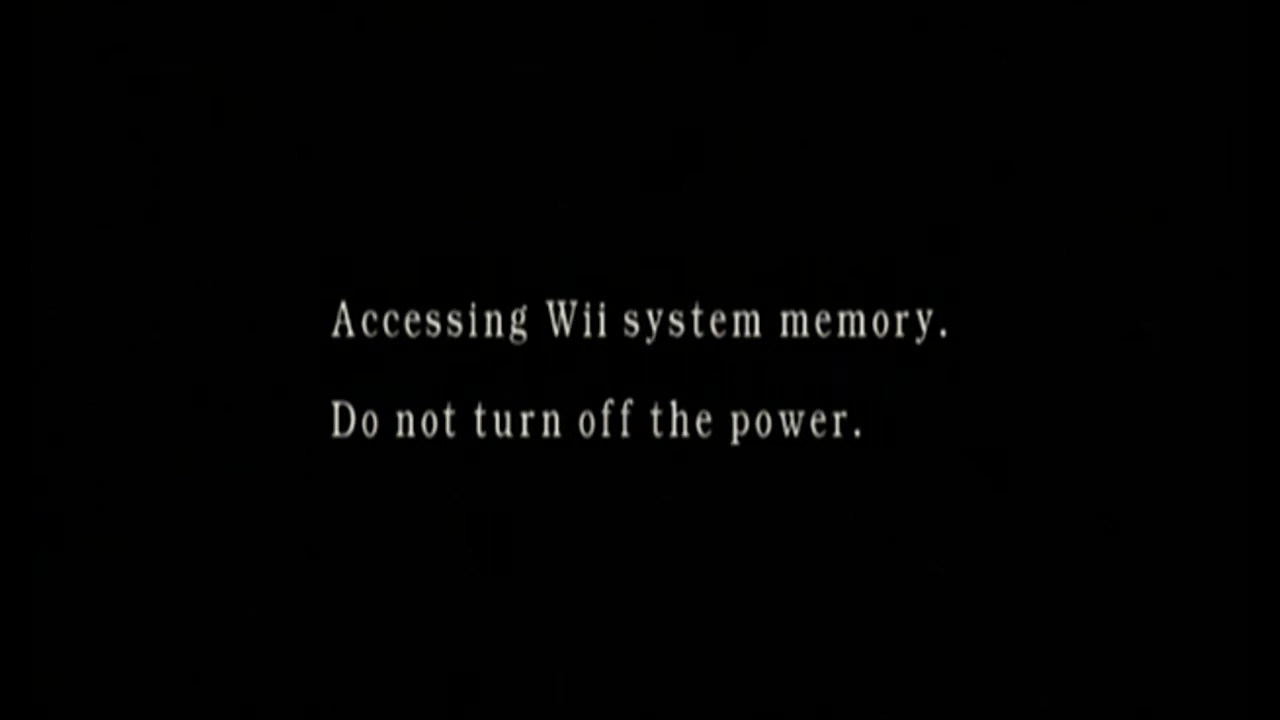 Accessing Wii system memory.
Do not turn off the power.